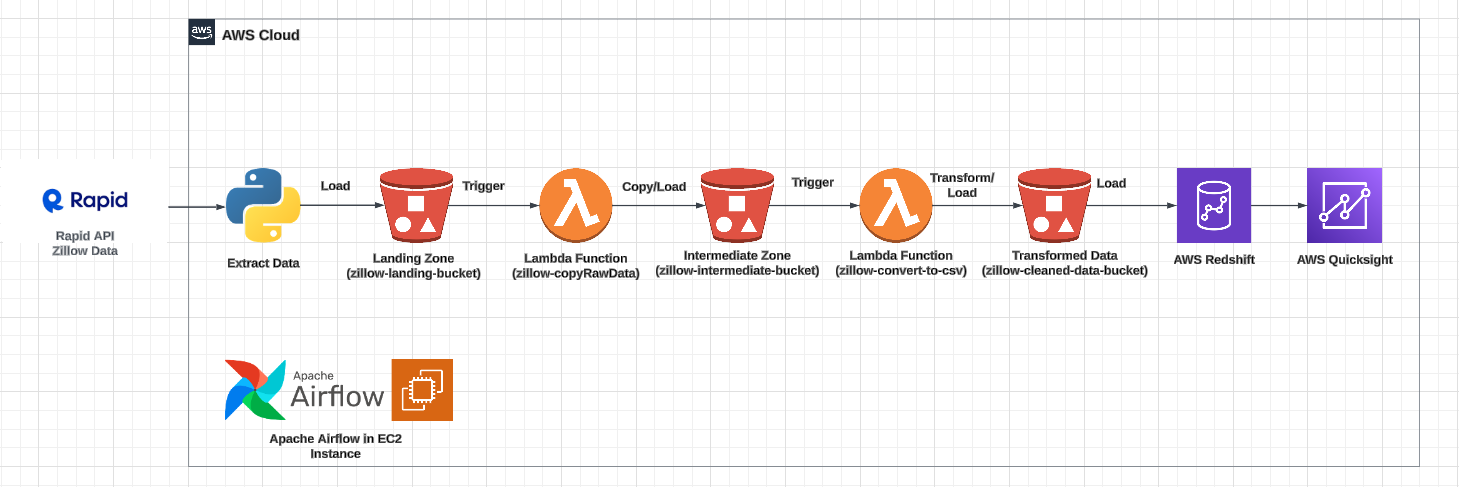 aws
AWS Cloud
Rapid
Rapid API
Zillow Data
Extract Data
Load
Landing Zone
(zillow-landing-bucket)
Trigger
Lambda Function
(zillow-copyRawData)
Copy/Load
Intermediate Zone
(zillow-intermediate-bucket)
Trigger
Lambda Function
(zillow-convert-to-csv)
Transform/
Load
Transformed Data
(zillow-cleaned-data-bucket)
Load
AWS Redshift
AWS Quicksight
Apache
Airflow
Apache Airflow in EC2
Instance